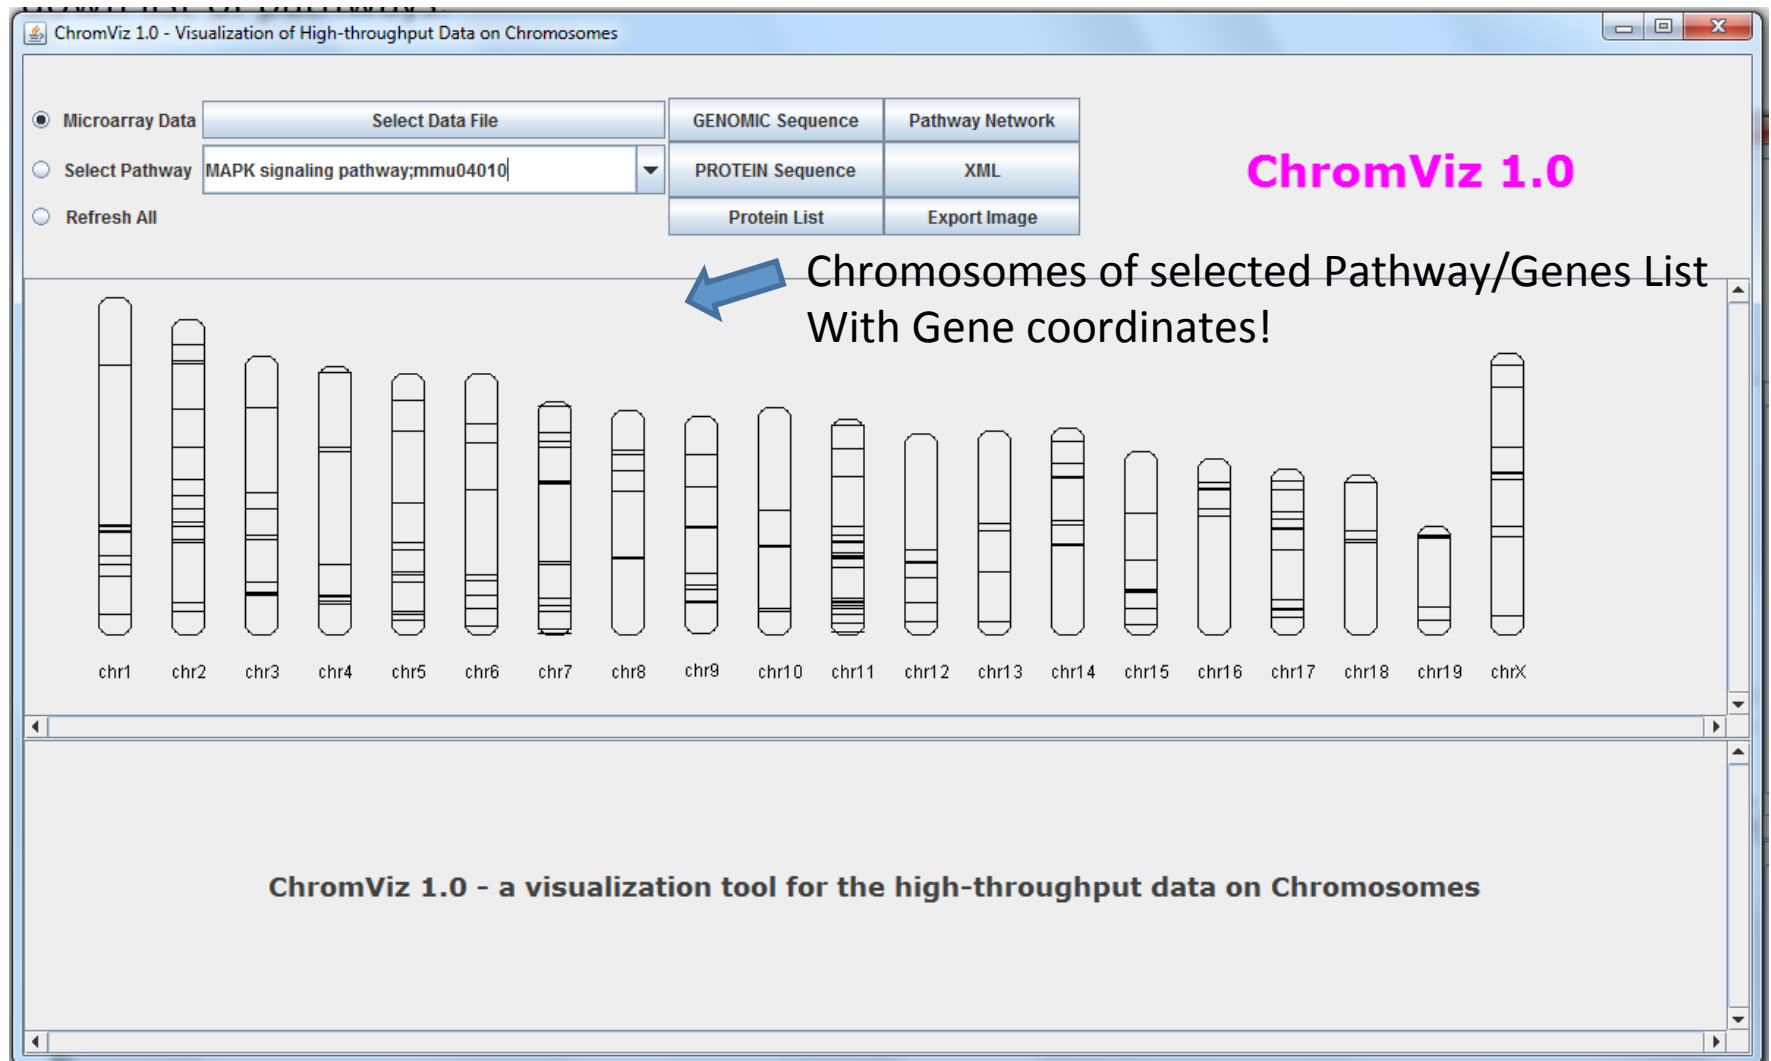 down list of pathways.
ChromViz 1.0 - Visualization of High-throughput Data on Chromosomes
Microarray Data
Select Data File
GENOMIC Sequence
Pathway Network
Select Pathway
MAPK signaling pathway;mmu04010
PROTEIN Sequence
XML
ChromViz 1.0
Refresh All
Protein List
Export Image
Chromosomes of selected Pathway/Genes List
With Gene coordinates!
chr1 chr2 chr3 chr4 chr5 chr6 chr7 chr8 chr9 chr10 chr11 chr12 chr13 chr14 chr15 chr16 chr17 chr18 chr19 chrX
ChromViz 1.0 - a visualization tool for the high-throughput data on Chromosomes